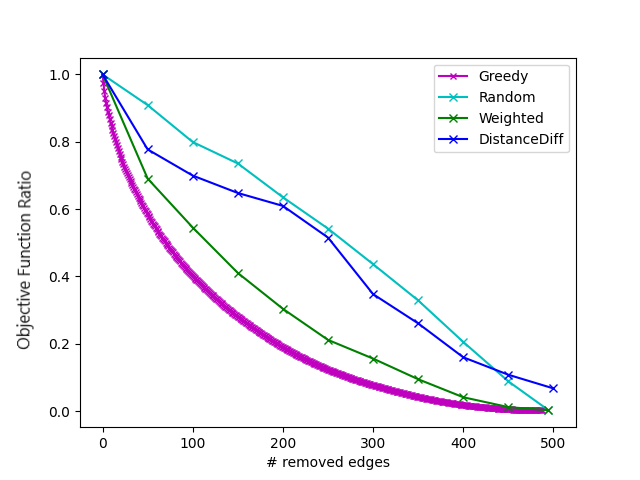 1.0
0.8
0.6
0.4
0.2
0.0
Objective Function Ratio
Greedy
Random
Weighted
DistanceDiff
0 100 200 300 400 500
# removed edges